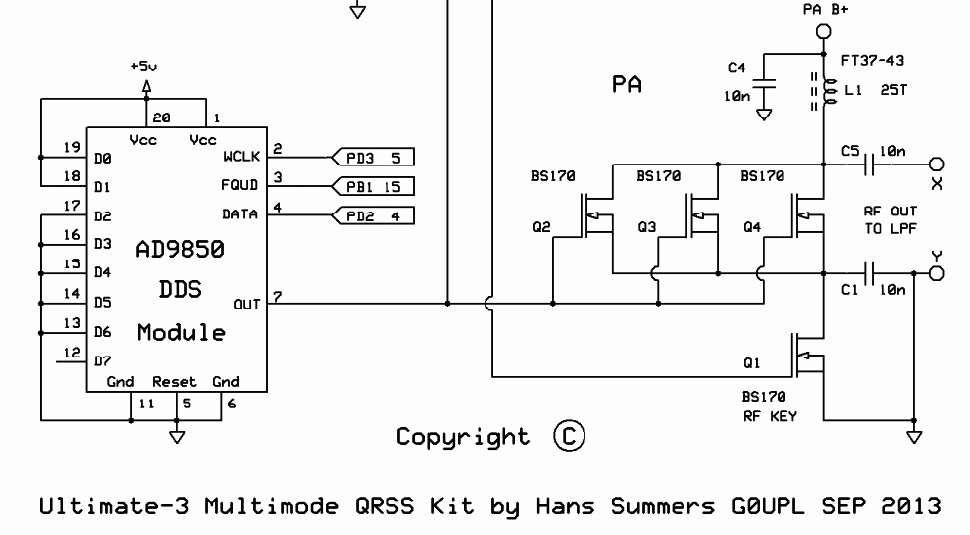 PA B+
+5v
C4
10n
PA
FT37-43
L1 25T
20
1
Vcc
Vcc
19
D0
WCLK
2
PD3 5
18
D1
FQUD
3
PB1 15
17
D2
DATA
4
PD2 4
16
D3
15
D4
14
D5
13
D6
12
D7
AD9850
DDS
Module
OUT
7
Gnd
Reset
Gnd
11
5
6
BS170
BS170
BS170
Q2
Q3
Q4
C5
10n
X
RF OUT
TO LPF
Y
C1
10n
Q1
BS170
RF KEY
Copyright ©
Ultimate-3 Multimode QRSS Kit by Hans Summers G0UPL SEP 2013